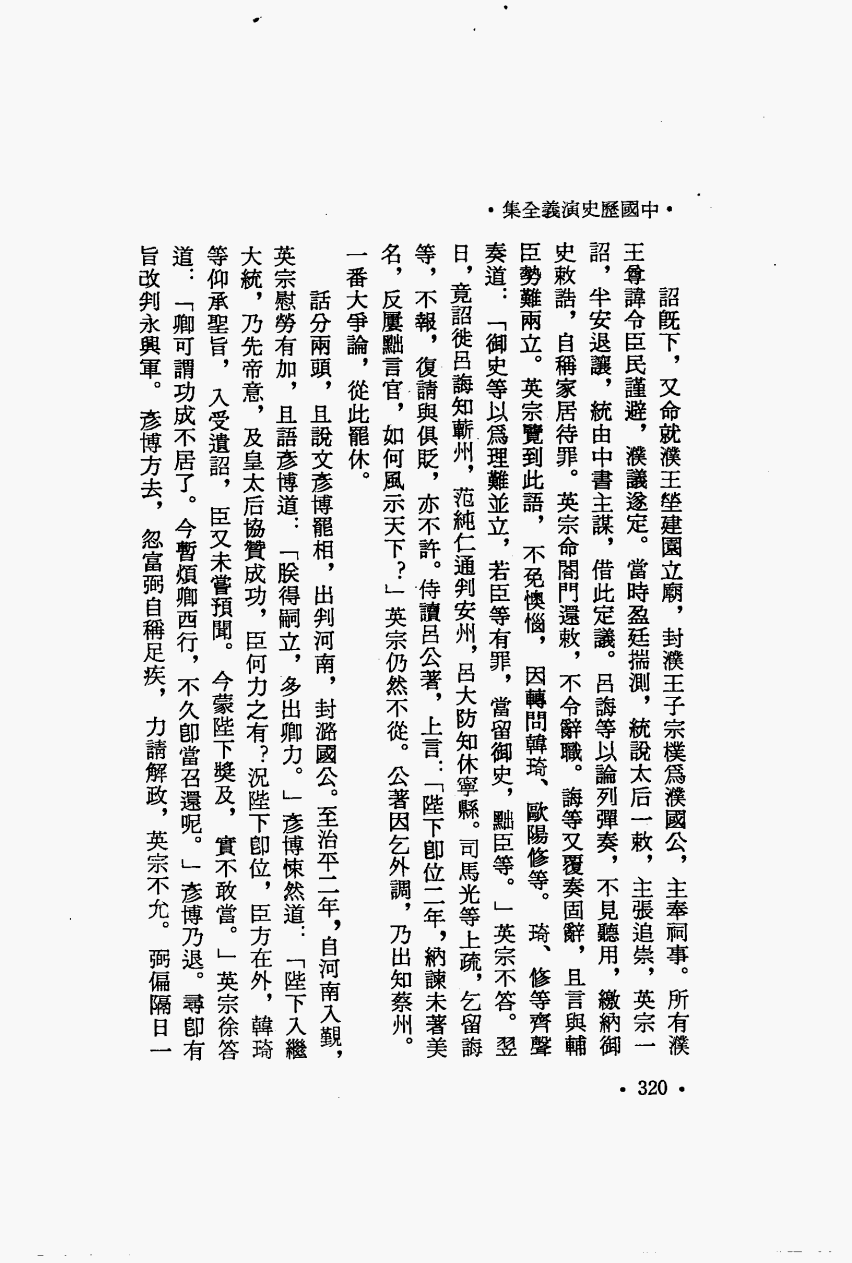 •中國歷史演義全集•
詔既下，又命就濮王塋建園立廟，封濮王子宗樸爲濮國公，主奉祠事。所有濮
王尊諱令臣民謹避，濮議遂定。當時盈廷揣測，統說太后一敕，主張追崇，英宗一
詔，半安退讓，統由中書主謀，借此定議。呂誨等以論列彈奏，不見聽用，繳納御
史敕誥，自稱家居待罪。英宗命閤門還敕，不令辭職。誨等又覆奏固辭，且言與輔
臣勢難兩立。英宗覽到此語，不免懊惱，因轉問韓琦、歐陽修等。琦、修等齊聲
奏道：「御史等以爲理難並立，若臣等有罪，當留御史，黜臣等。」英宗不答。翌
日，竟詔徙呂誨知蘄州，范純仁通判安州，呂大防知休寧縣。司馬光等上疏，乞留誨
等，不報，復請與俱貶，亦不許。侍讀呂公著，上言：「陛下卽位二年，納諫未著美
名，反屢黜言官，如何風示天下？」英宗仍然不從。公著因乞外調，乃出知蔡州。
一番大爭論，從此罷休。
話分兩頭，且說文彥博罷相，出判河南，封潞國公。至治平二年，自河南入覲，
英宗慰勞有加，且語彥博道：「朕得嗣立，多出卿力。」彥博悚然道：「陛下入繼
大統，乃先帝意，及皇太后協贊成功，臣何力之有？況陛下卽位，臣方在外，韓琦
等仰承聖旨，入受遺詔，臣又未嘗預聞。今蒙陛下獎及，實不敢當。」英宗徐答
道：「卿可謂功成不居了。今暫煩卿西行，不久卽當召還呢。」彥博乃退。尋卽有
旨改判永興軍。彥博方去，忽富弼自稱足疾，力請解政，英宗不允。弼偏隔日一
•320•